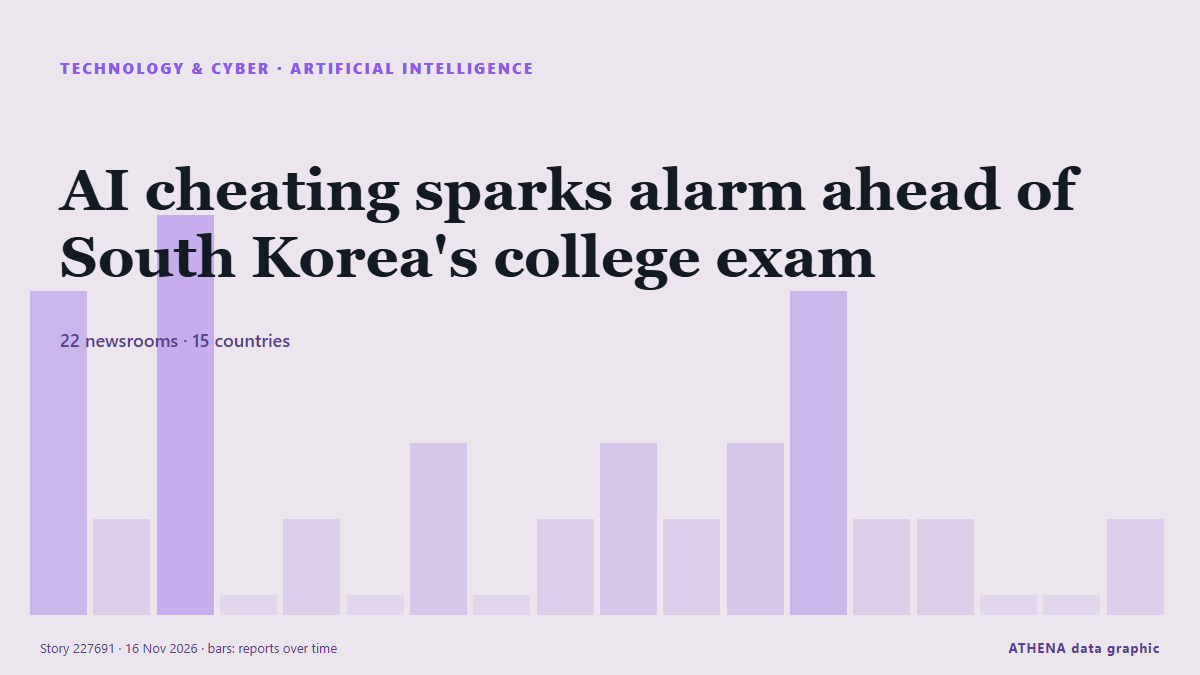 TECHNOLOGY & CYBER · ARTIFICIAL INTELLIGENCE
AI cheating sparks alarm ahead of
South Korea's college exam
22 newsrooms · 15 countries
Story 227691 · 16 Nov 2026 · bars: reports over time
ATHENA data graphic